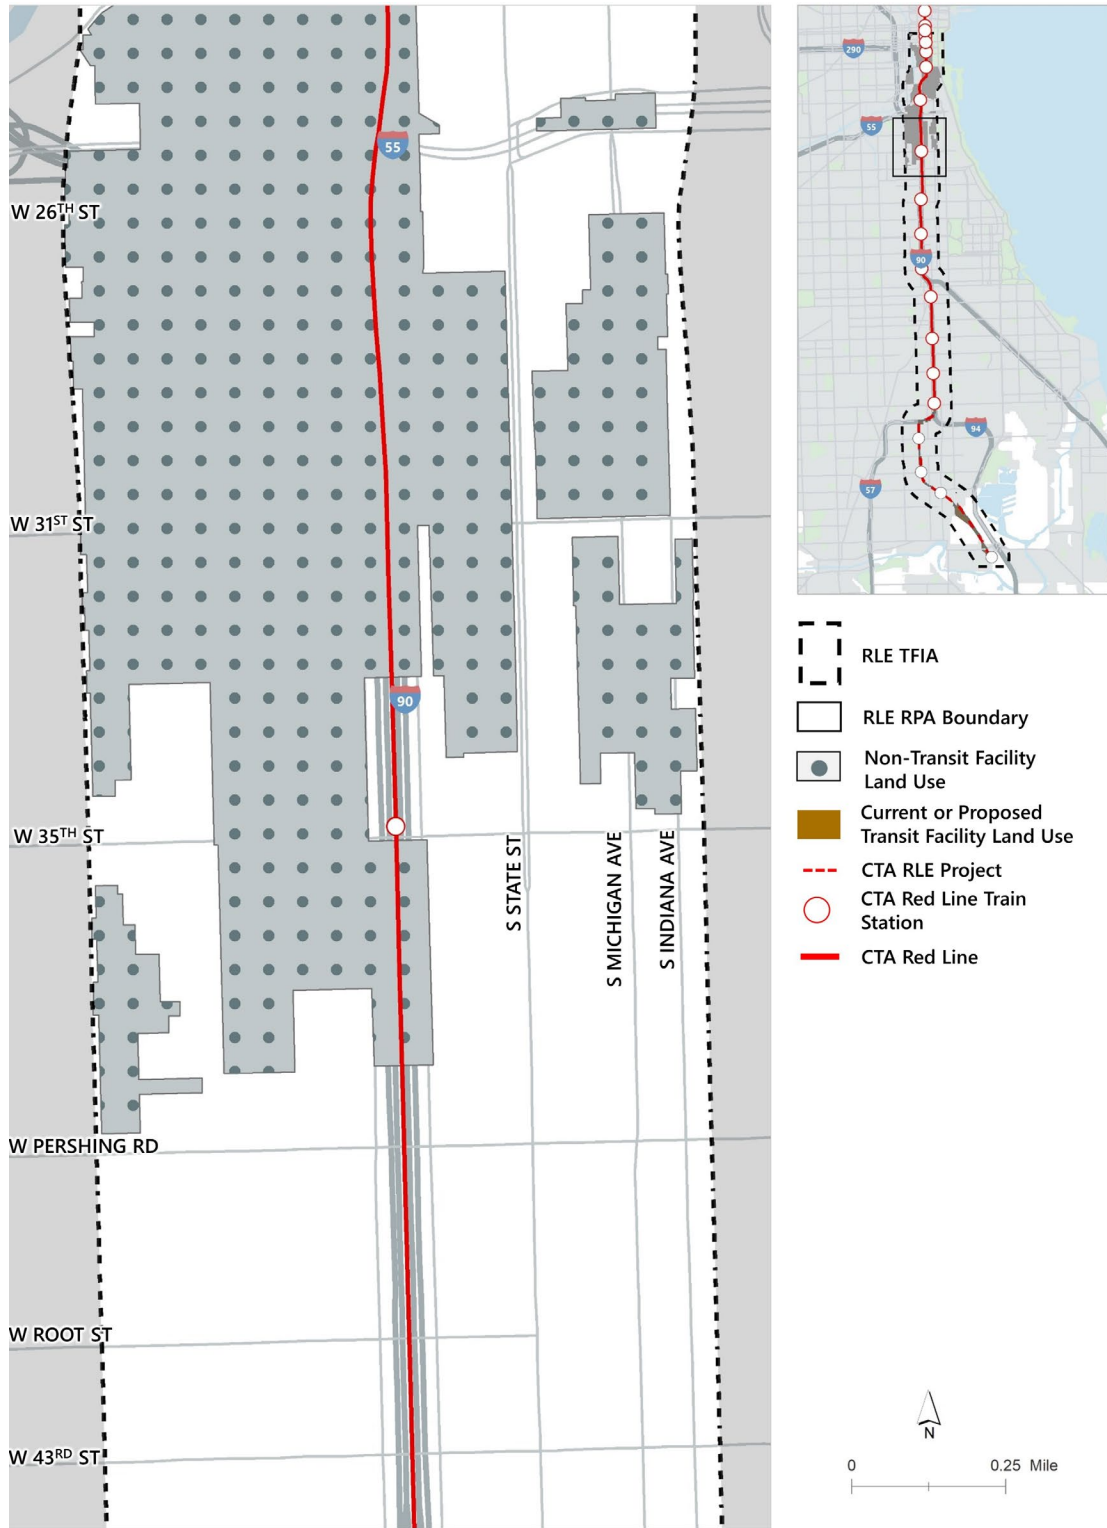 55
W 26TH ST
W 31ST ST
90
W 35TH ST
S STATE ST
S MICHIGAN AVE
S INDIANA AVE
W PERSHING RD
W ROOT ST
W 43RD ST
290
55
90
94
57
RLE TFIA
RLE RPA Boundary
Non-Transit Facility
Land Use
Current or Proposed
Transit Facility Land Use
CTA RLE Project
CTA Red Line Train
Station
CTA Red Line
N
0 0.25 Mile